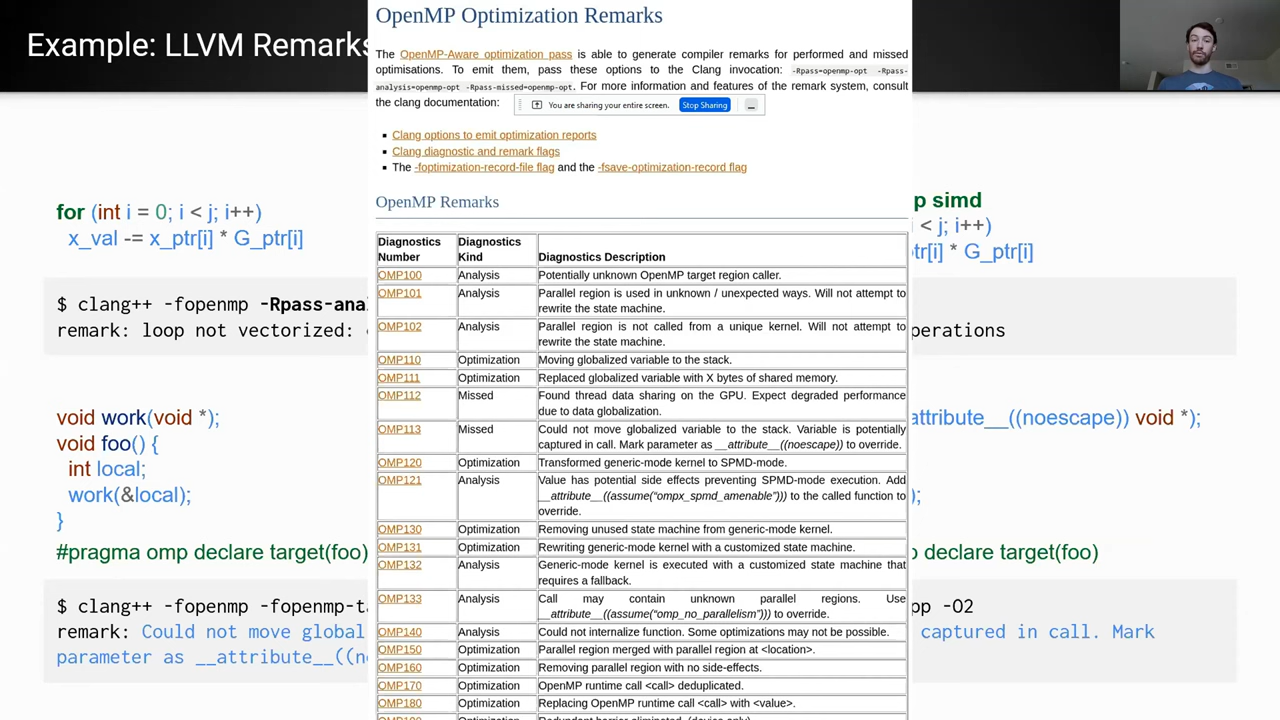 Example: LLVM Remarks
OpenMP Optimization Remarks
The OpenMP-Aware optimization pass is able to generate compiler remarks for performed and missed
optimisations. To emit them, pass these options to the Clang invocation: -Rpass=openmp-opt -Rpass-
analysis=openmp-opt -Rpass-missed=openmp-opt. For more information and features of the remark system, consult
the clang documentation:
You are sharing your entire screen. Stop Sharing
Clang options to emit optimization reports
Clang diagnostic and remark flags
The -foptimization-record-file flag and the -fsave-optimization-record flag
OpenMP Remarks
Diagnostics Number Diagnostics Kind Diagnostics Description
OMP100 Analysis Potentially unknown OpenMP target region caller.
OMP101 Analysis Parallel region is used in unknown / unexpected ways. Will not attempt to
rewrite the state machine.
OMP102 Analysis Parallel region is not called from a unique kernel. Will not attempt to
rewrite the state machine.
OMP110 Optimization Moving globalized variable to the stack.
OMP111 Optimization Replaced globalized variable with X bytes of shared memory.
OMP112 Missed Found thread data sharing on the GPU. Expect degraded performance
due to data globalization.
OMP113 Missed Could not move globalized variable to the stack. Variable is potentially
captured in call. Mark parameter as __attribute__((noescape)) to override.
OMP120 Optimization Transformed generic-mode kernel to SPMD-mode.
OMP121 Analysis Value has potential side effects preventing SPMD-mode execution. Add
__attribute__((assume("ompx_spmd_amenable"))) to the called function to
override.
OMP130 Optimization Removing unused state machine from generic-mode kernel.
OMP131 Optimization Rewriting generic-mode kernel with a customized state machine.
OMP132 Analysis Generic-mode kernel is executed with a customized state machine that
requires a fallback.
OMP133 Analysis Call may contain unknown parallel regions. Use
__attribute__((assume("omp_no_parallelism"))) to override.
OMP140 Analysis Could not internalize function. Some optimizations may not be possible.
OMP150 Optimization Parallel region merged with parallel region at <location>.
OMP160 Optimization Removing parallel region with no side-effects.
OMP170 Optimization OpenMP runtime call <call> deduplicated.
OMP180 Optimization Replacing OpenMP runtime call <call> with <value>.
for (int i = 0; i < j; i++)
x_val -= x_ptr[i] * G_ptr[i]
$ clang++ -fopenmp -Rpass-ana
remark: loop not vectorized:
void work(void *);
void foo() {
int local;
work(&local);
}
#pragma omp declare target(foo)
$ clang++ -fopenmp -fopenmp-ta
remark: Could not move global
parameter as __attribute__((no
p simd
< j; i++)
tr[i] * G_ptr[i]
perations
attribute__((noescape)) void *);
);
p declare target(foo)
pp -O2
captured in call. Mark